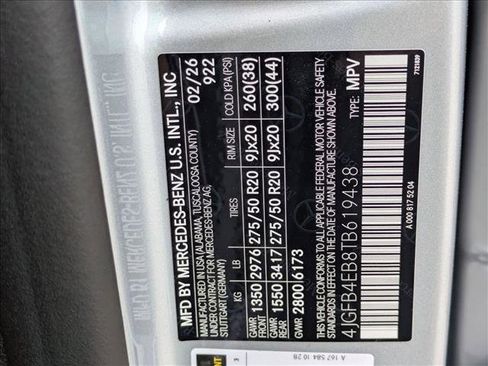 MFD BY MERCEDES-BENZ U.S. INTL., INC 02/26
MANUFACTURED IN USA (ALABAMA, TUSCALOOSA COUNTY) 922
UNDER CONTRACT FOR MERCEDES-BENZ AG,
STUTTGART (GERMANY)
KG LB TIRES RIM SIZE COLD KPA (PSI)
GAWR FRONT 1350 2976 275/50 R20 9Jx20 260(38)
GAWR REAR 1550 3417 275/50 R20 9Jx20 300(44)
GVWR 2800 6173
THIS VEHICLE CONFORMS TO ALL APPLICABLE FEDERAL MOTOR VEHICLE SAFETY
STANDARDS IN EFFECT ON THE DATE OF MANUFACTURE SHOWN ABOVE.
4JGFB4EB8TB619438 TYPE: MPV
A 000 817 52 04
7121839
A 167 584 10 28
3